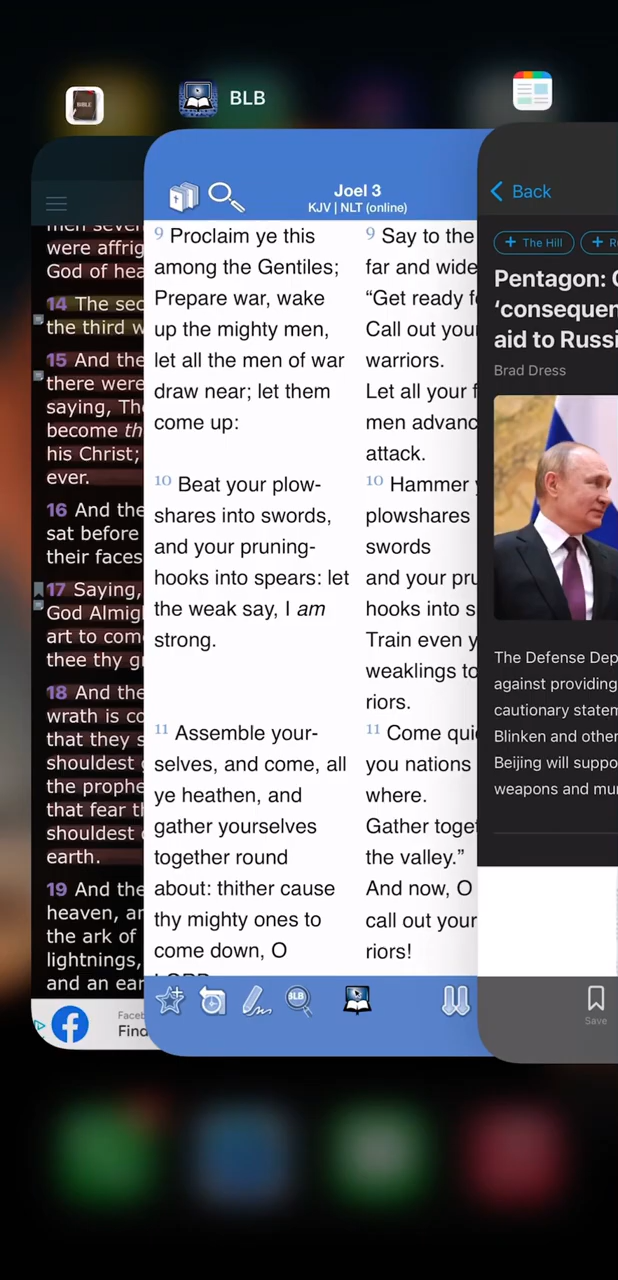 BIBLE
BLB
men seven
were affrig
God of hea
14 The sec
the third w
15 And the
there were
saying, The
become th
his Christ;
ever.
16 And the
sat before
their faces
17 Saying,
God Almig
art to com
thee thy g
18 And the
wrath is co
that they s
shouldest
the prophe
that fear th
shouldest
earth.
19 And the
heaven, an
the ark of
lightnings,
and an ear
Faceb
Find
Joel 3
KJV | NLT (online)
9 Proclaim ye this
among the Gentiles;
Prepare war, wake
up the mighty men,
let all the men of war
draw near; let them
come up:
10 Beat your plow-
shares into swords,
and your pruning-
hooks into spears: let
the weak say, I am
strong.
11 Assemble your-
selves, and come, all
ye heathen, and
gather yourselves
together round
about: thither cause
thy mighty ones to
come down, O
LORD
9 Say to the
far and wide
“Get ready f
Call out your
warriors.
Let all your f
men advanc
attack.
10 Hammer y
plowshares
swords
and your pru
hooks into s
Train even y
weaklings to
riors.
11 Come quic
you nations
where.
Gather toget
the valley.”
And now, O
call out your
riors!
BLB
Back
+ The Hill
+ R
Pentagon: C
‘consequen
aid to Russi
Brad Dress
The Defense Dep
against providing
cautionary statem
Blinken and other
Beijing will suppo
weapons and mu
Save